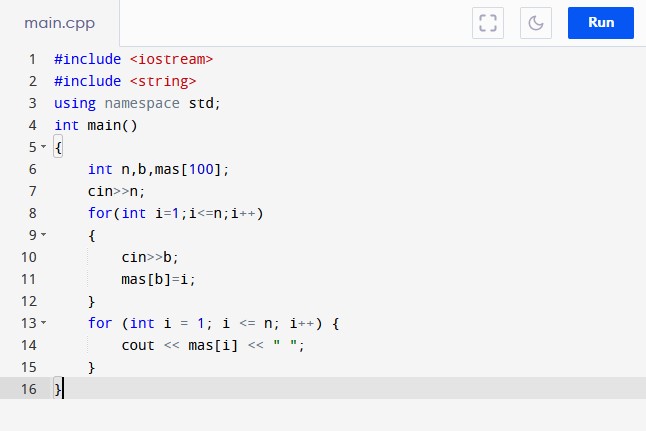 main.cpp
Run
1 #include <iostream>
2 #include <string>
3 using namespace std;
4 int main()
5 {
6     int n,b,mas[100];
7     cin>>n;
8     for(int i=1;i<=n;i++)
9     {
10         cin>>b;
11         mas[b]=i;
12     }
13     for (int i = 1; i <= n; i++) {
14         cout << mas[i] << " ";
15     }
16 }